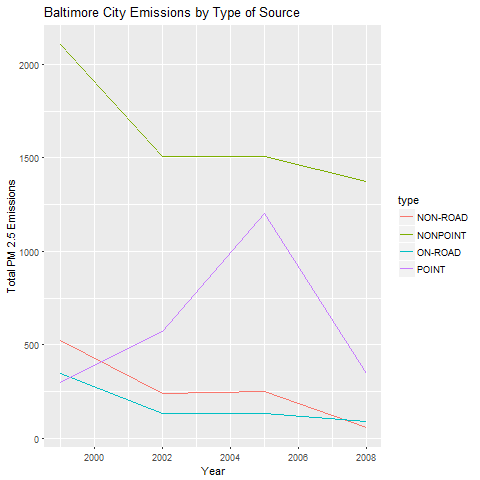 Baltimore City Emissions by Type of Source
2000
1500
1000
500
0
Total PM 2.5 Emissions
2000 2002 2004 2006 2008
Year
type
NON-ROAD
NONPOINT
ON-ROAD
POINT